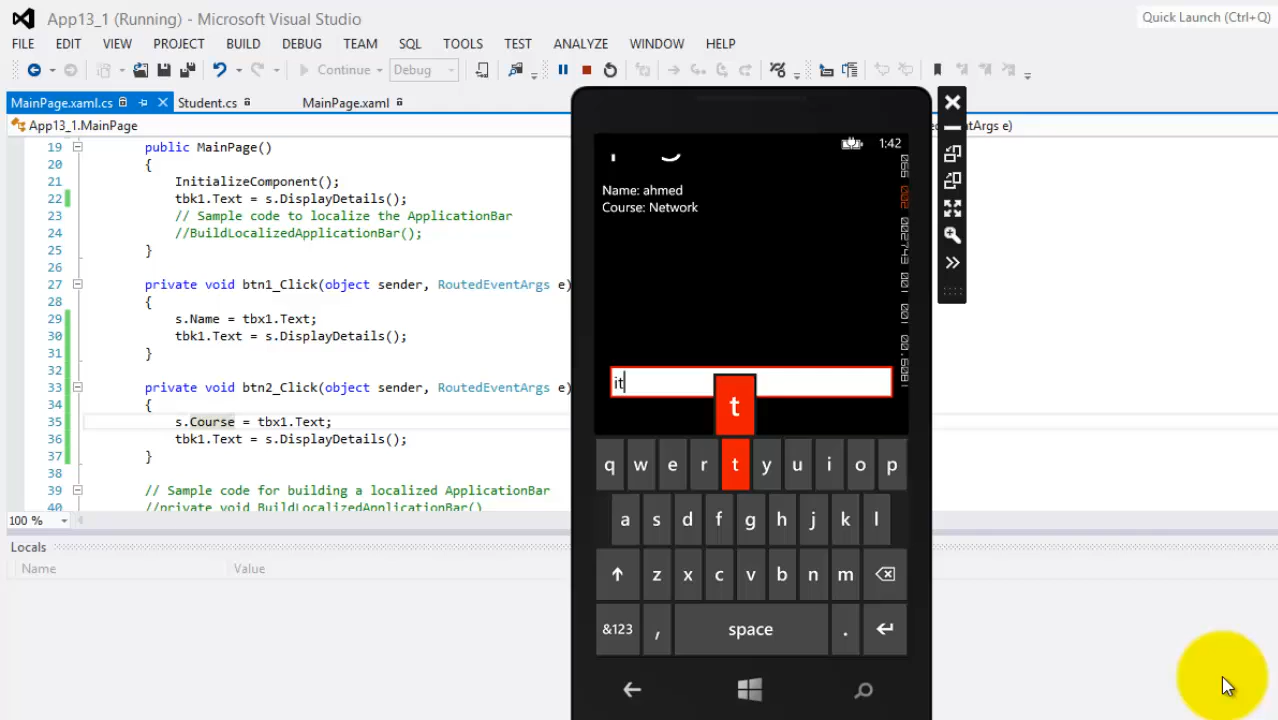 App13_1 (Running) - Microsoft Visual Studio
Quick Launch (Ctrl+Q)
FILE EDIT VIEW PROJECT BUILD DEBUG TEAM SQL TOOLS TEST ANALYZE WINDOW HELP
Continue Debug
MainPage.xaml.cs Student.cs MainPage.xaml
App13_1.MainPage
entArgs e)
19 public MainPage()
20 {
21 InitializeComponent();
22 tbk1.Text = s.DisplayDetails();
23 // Sample code to localize the ApplicationBar
24 //BuildLocalizedApplicationBar();
25 }
26
27 private void btn1_Click(object sender, RoutedEventArgs e)
28 {
29 s.Name = tbx1.Text;
30 tbk1.Text = s.DisplayDetails();
31 }
32
33 private void btn2_Click(object sender, RoutedEventArgs e)
34 {
35 s.Course = tbx1.Text;
36 tbk1.Text = s.DisplayDetails();
37 }
38
39 // Sample code for building a localized ApplicationBar
40 //private void BuildLocalizedApplicationBar()
100 %
Locals
Name Value
1:42
Name: ahmed
Course: Network
it
t
q w e r t y u i o p
a s d f g h j k l
z x c v b n m
&123 , space .